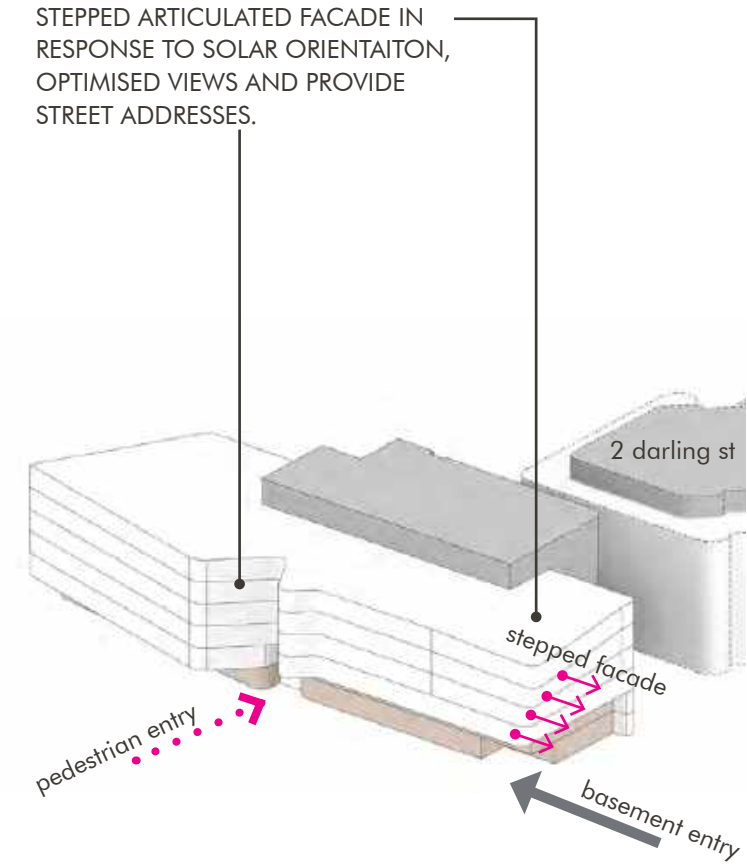 STEPPED ARTICULATED FACADE IN
RESPONSE TO SOLAR ORIENTAITON,
OPTIMISED VIEWS AND PROVIDE
STREET ADDRESSES.
2 darling st
stepped facade
pedestrian entry
basement entry